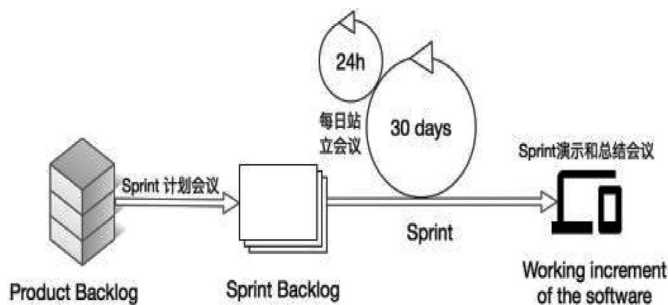 24h
每日站
立会议
30 days
Sprint 计划会议
Sprint演示和总结会议
Sprint
Product Backlog
Sprint Backlog
Working increment
of the software